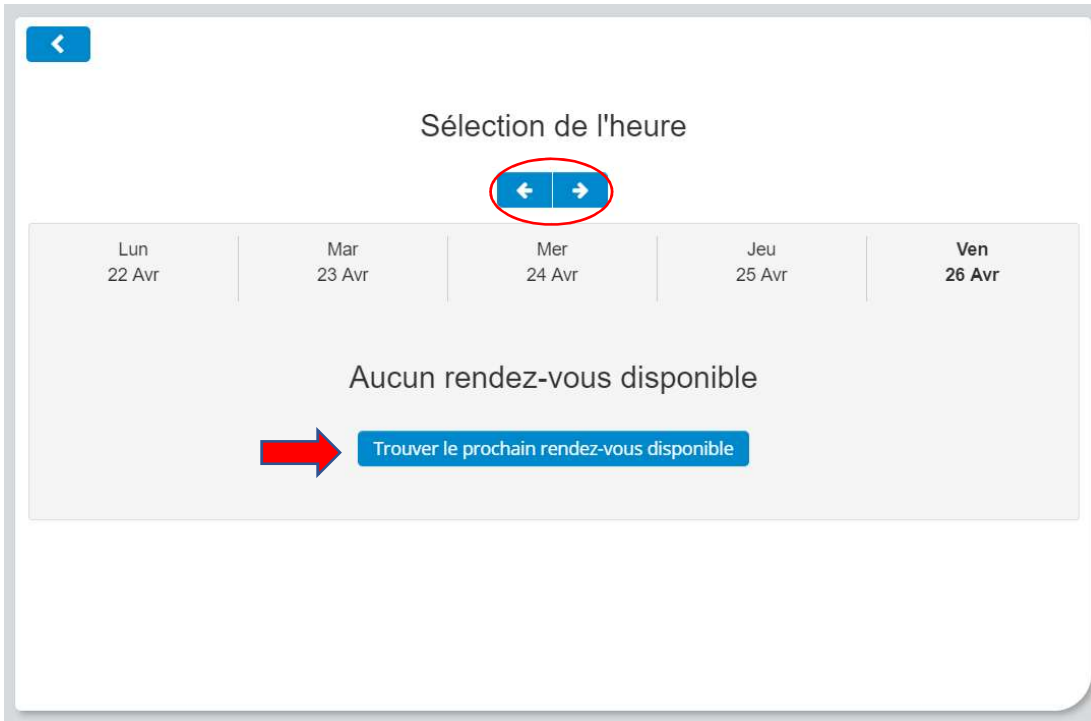 Sélection de l'heure
Lun
22 Avr
Mar
23 Avr
Mer
24 Avr
Jeu
25 Avr
Ven
26 Avr
Aucun rendez-vous disponible
Trouver le prochain rendez-vous disponible